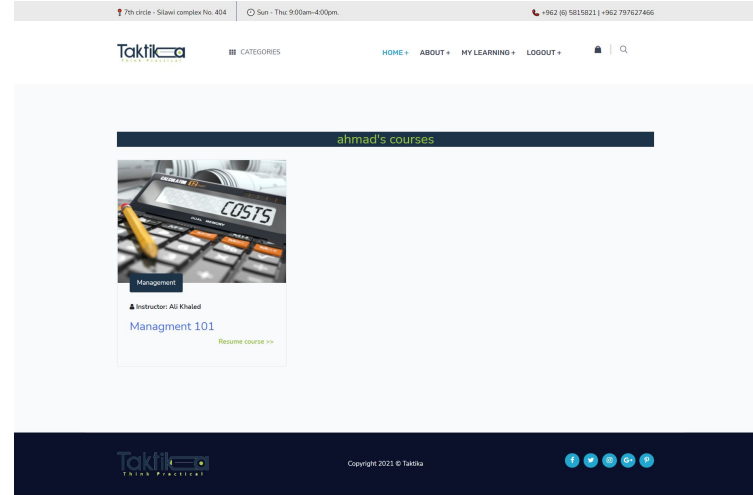 7th circle - Silawi complex No. 404
Sun - Thu: 9:00am-4:00pm.
+962 (6) 5815821 | +962 797627466
Taktika
Think Practical
CATEGORIES
HOME +
ABOUT +
MY LEARNING +
LOGOUT +
ahmad's courses
COSTS
DUAL MEMORY
Management
Instructor: Ali Khaled
Managment 101
Resume course >>
Taktika
Think Practical
Copyright 2021 © Taktika